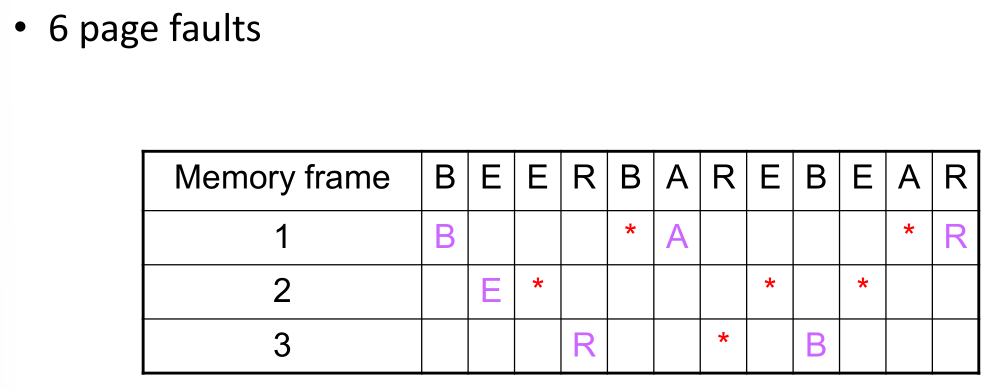 • 6 page faults
Memory frame B E E R B A R E B E A R
1 B * A * R
2 E * * *
3 R * B